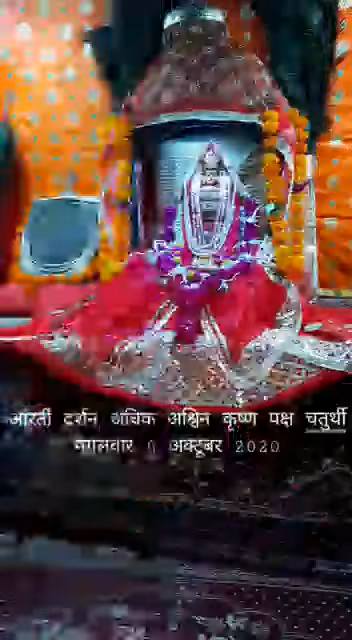 आरती दर्शन अधिक अश्विन कृष्ण पक्ष चतुर्थी
मंगलवार अक्टूबर 2020